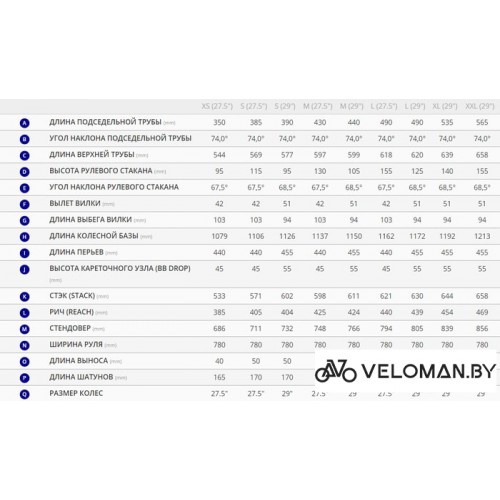 XS (27.5") S (27.5") S (29") M (27.5") M (29") L (27.5") L (29") XL (29") XXL (29")
A ДЛИНА ПОДСЕДЕЛЬНОЙ ТРУБЫ (mm) 350 385 390 430 440 490 490 535 565
B УГОЛ НАКЛОНА ПОДСЕДЕЛЬНОЙ ТРУБЫ 74,0° 74,0° 74,0° 74,0° 74,0° 74,0° 74,0° 74,0° 74,0°
C ДЛИНА ВЕРХНЕЙ ТРУБЫ (mm) 544 569 577 597 599 618 620 639 658
D ВЫСОТА РУЛЕВОГО СТАКАНА (mm) 95 115 95 130 105 155 125 140 155
E УГОЛ НАКЛОНА РУЛЕВОГО СТАКАНА 67,5° 67,5° 68,5° 67,5° 68,5° 67,5° 68,5° 68,5° 68,5°
F ВЫЛЕТ ВИЛКИ (mm) 42 42 51 42 51 42 51 51 51
G ДЛИНА ВЫБЕГА ВИЛКИ (mm) 103 103 94 103 94 103 94 94 94
H ДЛИНА КОЛЕСНОЙ БАЗЫ (mm) 1079 1106 1126 1137 1150 1162 1172 1192 1213
I ДЛИНА ПЕРЬЕВ (mm) 440 440 455 440 455 440 455 455 455
J ВЫСОТА КАРЕТОЧНОГО УЗЛА (BB DROP) 45 45 55 45 55 45 55 55 55
(mm)
K СТЭК (STACK) (mm) 533 571 602 598 611 621 630 644 658
L РИЧ (REACH) (mm) 385 405 404 425 424 440 439 454 469
M СТЕНДОВЕР (mm) 686 711 732 748 766 794 805 839 856
N ШИРИНА РУЛЯ (mm) 780 780 780 780 780 780 780 780 780
O ДЛИНА ВЫНОСА (mm) 40 50 50
P ДЛИНА ШАТУНОВ (mm) 165 170 170
Q РАЗМЕР КОЛЕС 27.5" 27.5" 29" 27.5" 29" 27.5" 29" 29" 29"
VELOMAN.BY